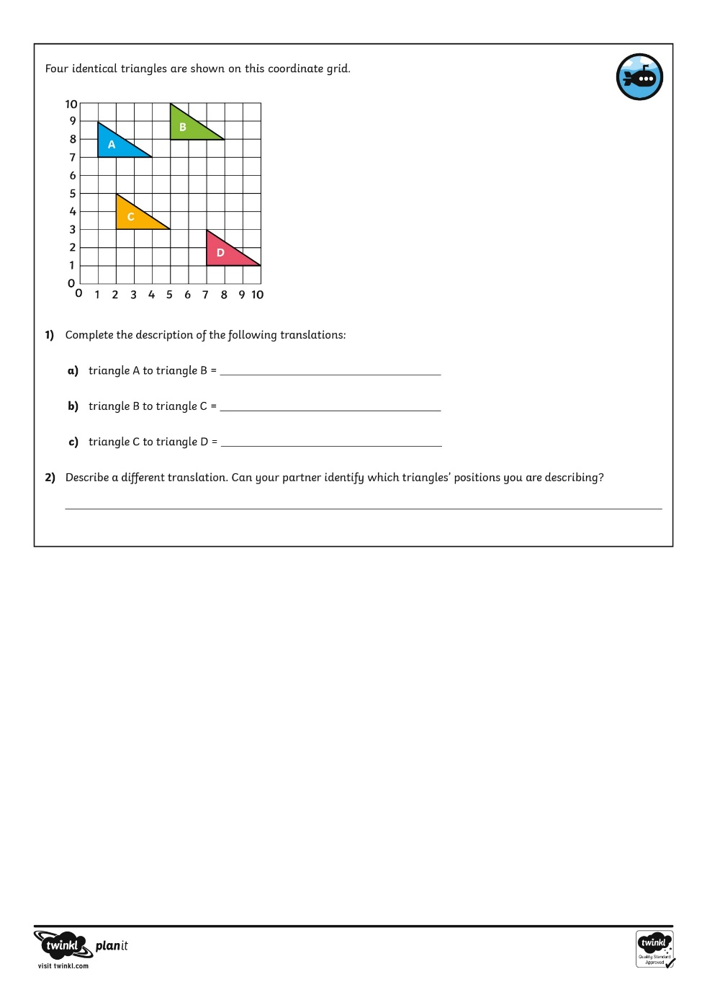 Four identical triangles are shown on this coordinate grid.
10
9
8
7
6
5
4
3
2
1
0
A
B
C
D
0 1 2 3 4 5 6 7 8 9 10
1) Complete the description of the following translations:
a) triangle A to triangle B =
b) triangle B to triangle C =
c) triangle C to triangle D =
2) Describe a different translation. Can your partner identify which triangles' positions you are describing?
twinkl planit
visit twinkl.com
twinkl
Quality Standard
Approved